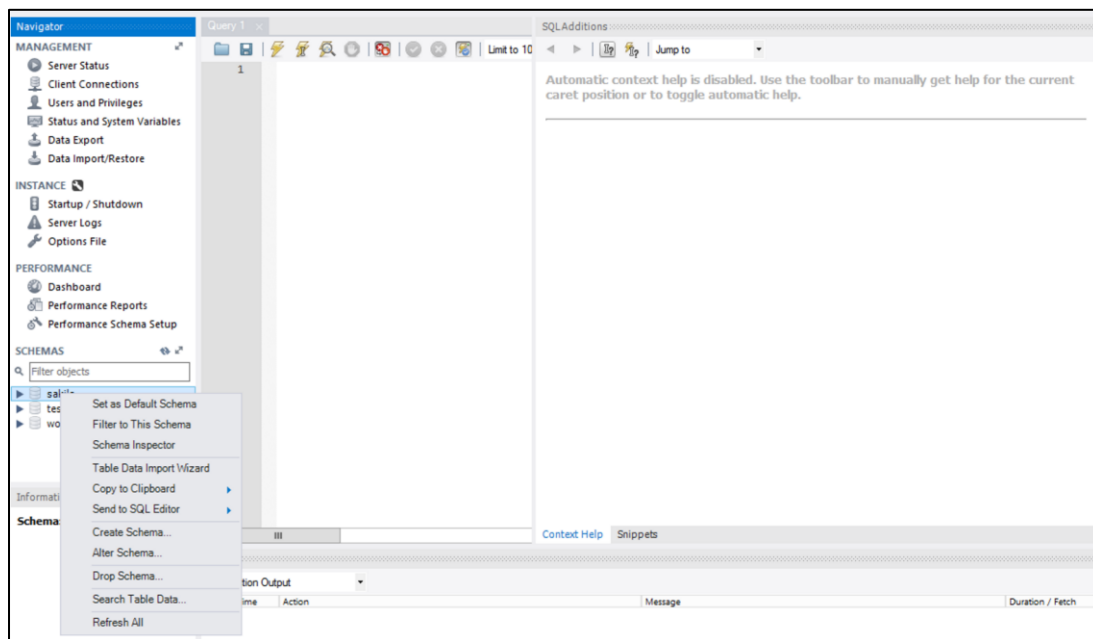 Navigator
MANAGEMENT
Server Status
Client Connections
Users and Privileges
Status and System Variables
Data Export
Data Import/Restore
INSTANCE
Startup / Shutdown
Server Logs
Options File
PERFORMANCE
Dashboard
Performance Reports
Performance Schema Setup
SCHEMAS
Filter objects
Set as Default Schema
Filter to This Schema
Schema Inspector
Table Data Import Wizard
Copy to Clipboard
Send to SQL Editor
Create Schema...
Alter Schema...
Drop Schema...
Search Table Data...
Refresh All
Informati
Schema:
Query 1
Limit to 10
1
SQLAdditions
Jump to
Automatic context help is disabled. Use the toolbar to manually get help for the current
caret position or to toggle automatic help.
Context Help Snippets
tion Output
Action Message Duration / Fetch